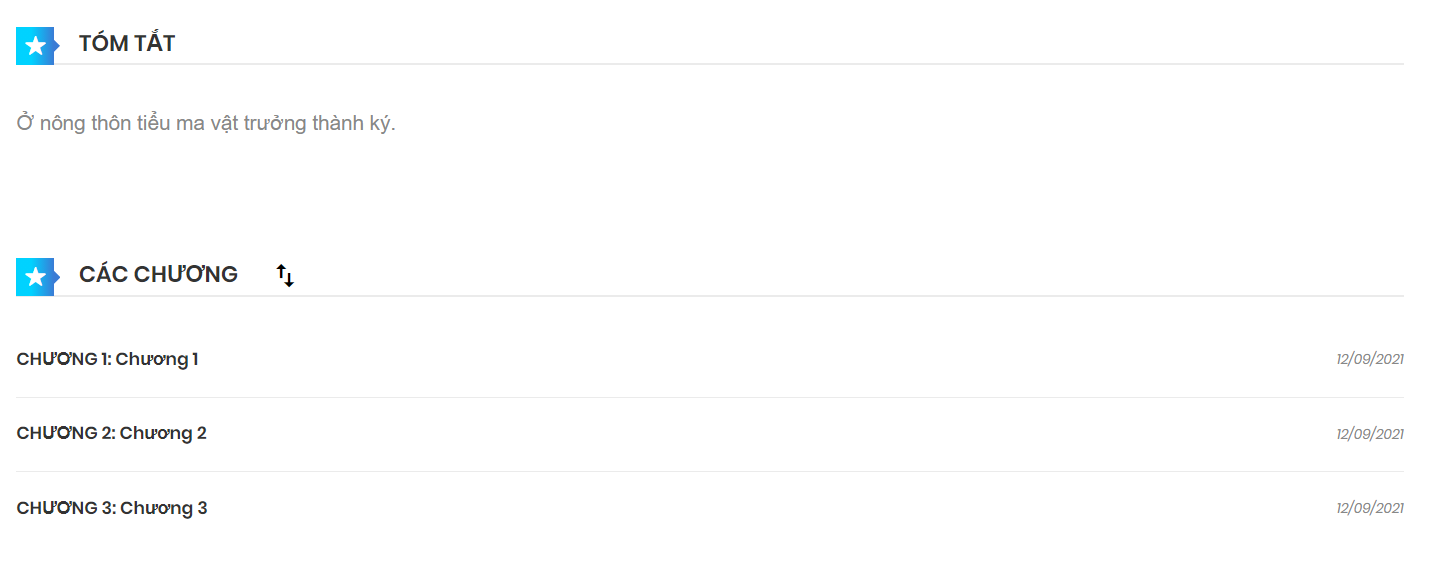 TÓM TẮT
Ở nông thôn tiểu ma vật trưởng thành ký.
CÁC CHƯƠNG
CHƯƠNG 1: Chương 1 12/09/2021
CHƯƠNG 2: Chương 2 12/09/2021
CHƯƠNG 3: Chương 3 12/09/2021